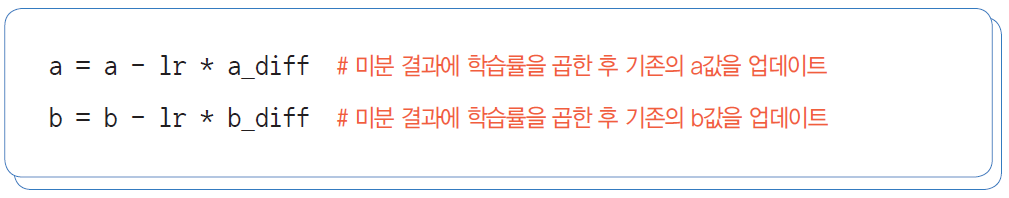 a = a - lr * a_diff # 미분 결과에 학습률을 곱한 후 기존의 a값을 업데이트
b = b - lr * b_diff # 미분 결과에 학습률을 곱한 후 기존의 b값을 업데이트